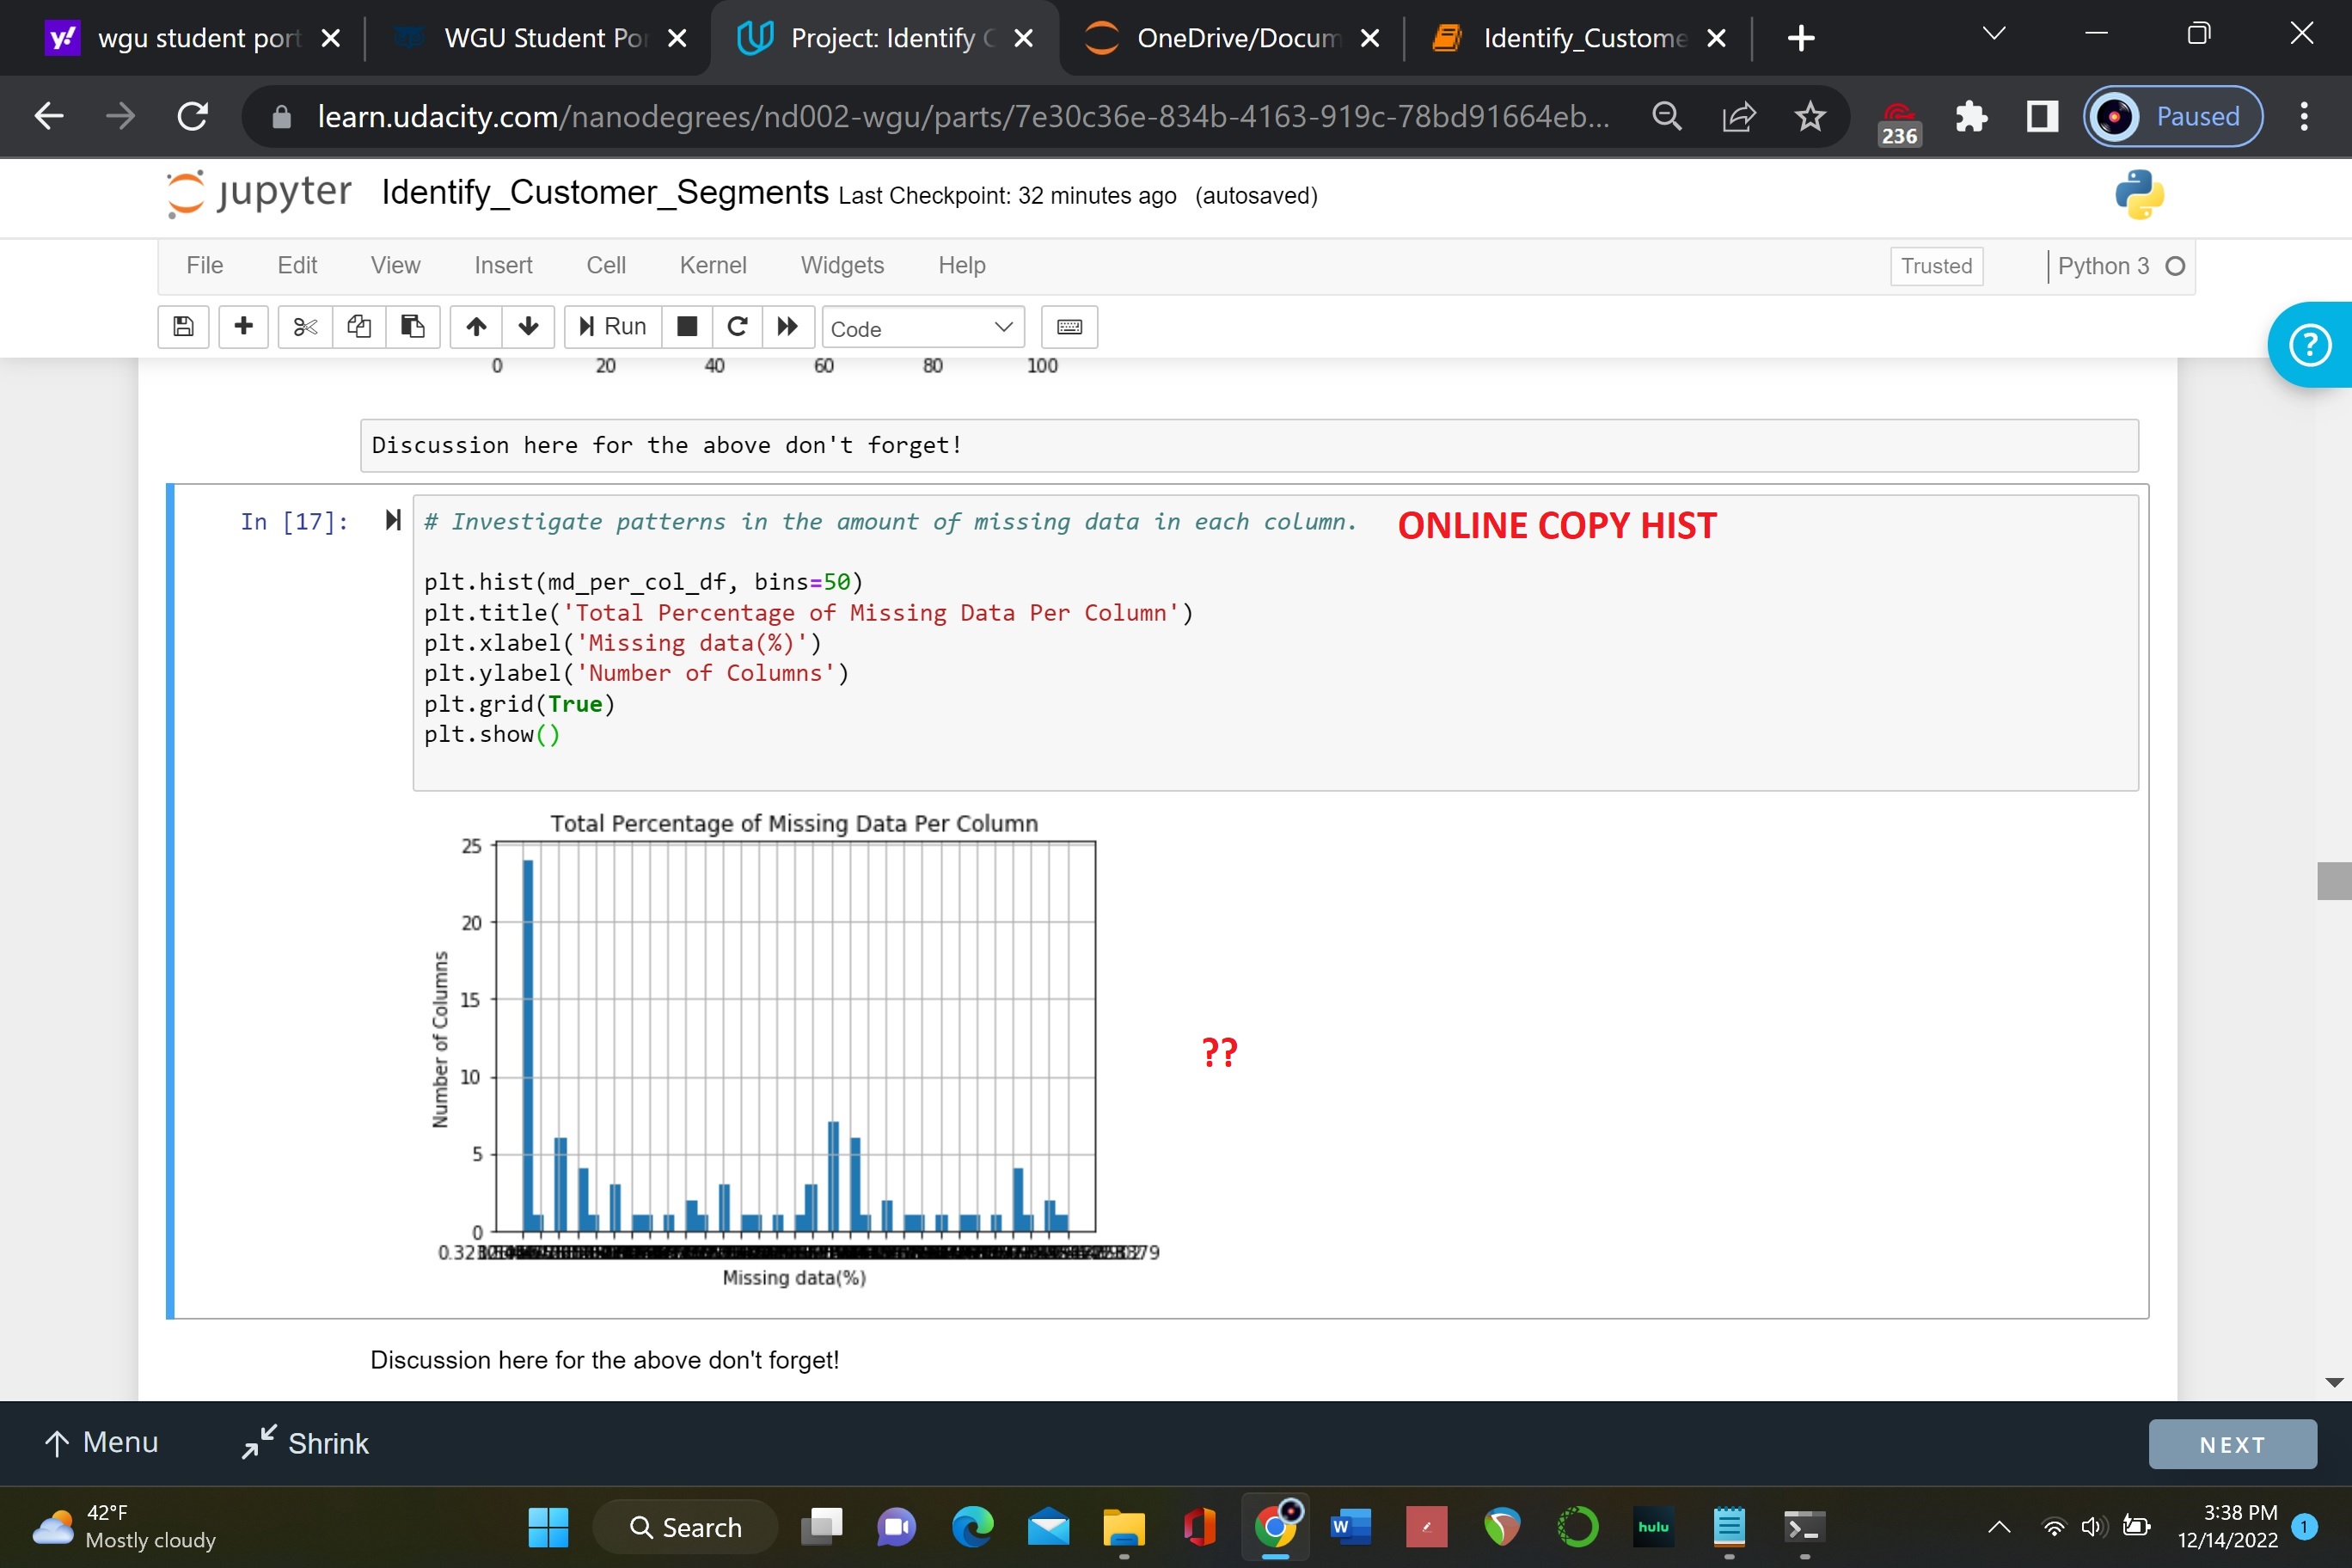 wgu student port
WGU Student Por
Project: Identify C
OneDrive/Docum
Identify_Custome
learn.udacity.com/nanodegrees/nd002-wgu/parts/7e30c36e-834b-4163-919c-78bd91664eb...
236
Paused
jupyter Identify_Customer_Segments Last Checkpoint: 32 minutes ago (autosaved)
File Edit View Insert Cell Kernel Widgets Help
Trusted
Python 3
Run
Code
0 20 40 60 80 100
Discussion here for the above don't forget!
In [17]:
# Investigate patterns in the amount of missing data in each column.
ONLINE COPY HIST
plt.hist(md_per_col_df, bins=50)
plt.title('Total Percentage of Missing Data Per Column')
plt.xlabel('Missing data(%)')
plt.ylabel('Number of Columns')
plt.grid(True)
plt.show()
Total Percentage of Missing Data Per Column
25
20
15
10
5
0
Number of Columns
??
Missing data(%)
Discussion here for the above don't forget!
Menu
Shrink
NEXT
42°F
Mostly cloudy
Search
hulu
3:38 PM
12/14/2022
1